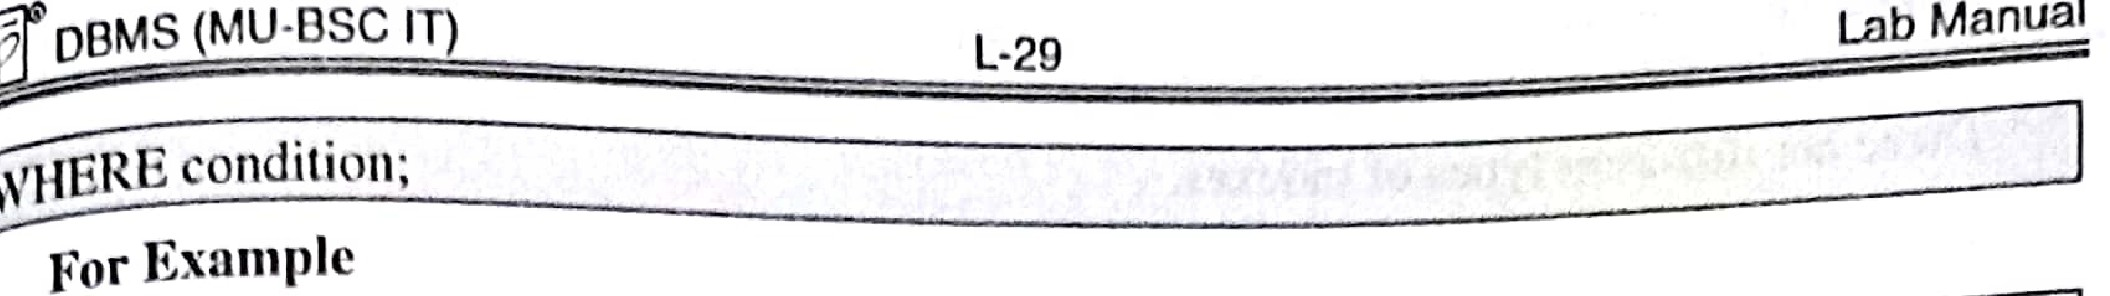 DBMS (MU-BSC IT) L-29 Lab Manual
WHERE condition;
For Example